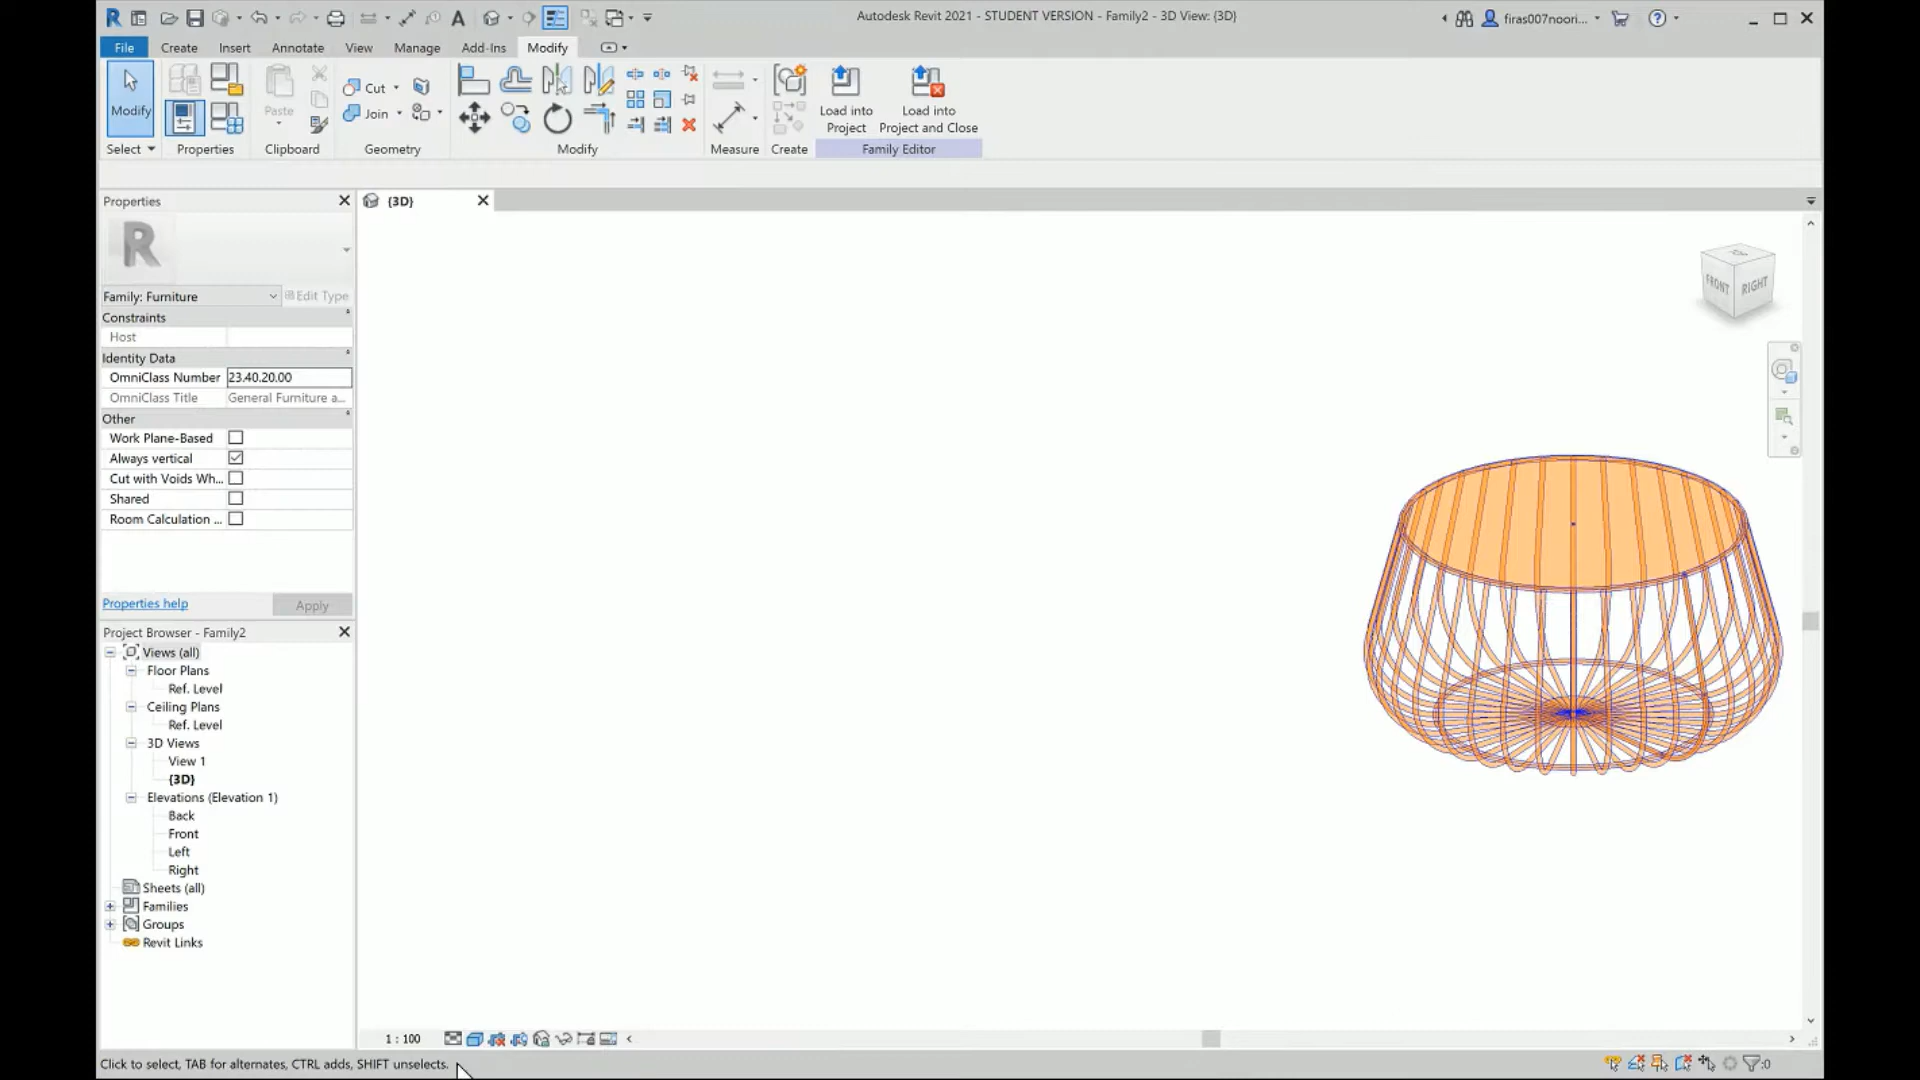 Autodesk Revit 2021 - STUDENT VERSION - Family2 - 3D View: {3D}
firas007noori...
File Create Insert Annotate View Manage Add-Ins Modify
Modify
Paste
Cut
Join
Load into Project
Load into Project and Close
Select Properties Clipboard Geometry Modify Measure Create Family Editor
Properties
{3D}
R
Family: Furniture
Edit Type
Constraints
Host
Identity Data
OmniClass Number 23.40.20.00
OmniClass Title General Furniture a...
Other
Work Plane-Based
Always vertical
Cut with Voids Wh...
Shared
Room Calculation ...
Properties help
Apply
Project Browser - Family2
Views (all)
Floor Plans
Ref. Level
Ceiling Plans
Ref. Level
3D Views
View 1
{3D}
Elevations (Elevation 1)
Back
Front
Left
Right
Sheets (all)
Families
Groups
Revit Links
TOP
FRONT
RIGHT
1 : 100
Click to select, TAB for alternates, CTRL adds, SHIFT unselects.
:0